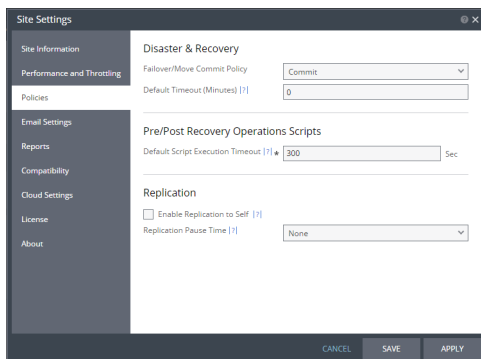 Site Settings
Site Information
Performance and Throttling
Policies
Email Settings
Reports
Compatibility
Cloud Settings
License
About
Disaster & Recovery
Failover/Move Commit Policy
Commit
Default Timeout (Minutes) [?]
0
Pre/Post Recovery Operations Scripts
Default Script Execution Timeout [?] * 300 Sec
Replication
Enable Replication to Self [?]
Replication Pause Time [?]
None
CANCEL SAVE APPLY